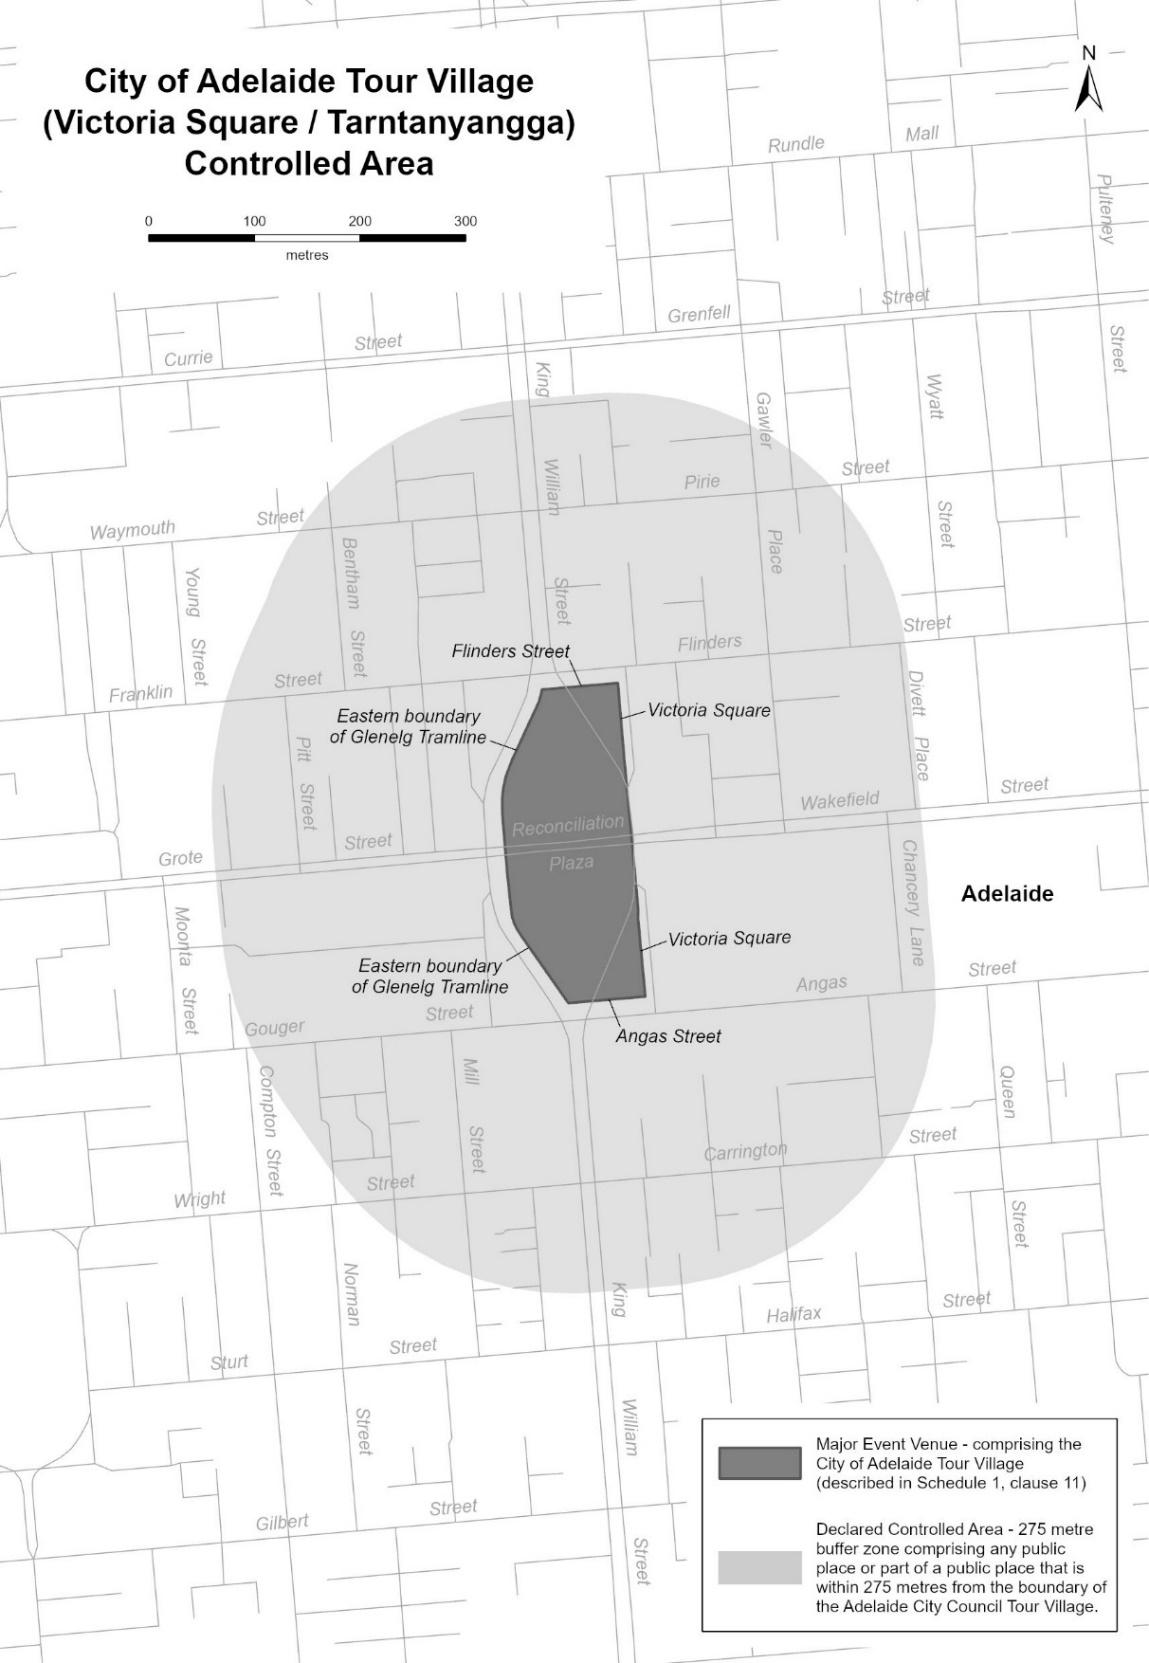 City of Adelaide Tour Village
(Victoria Square / Tarntanyangga)
Controlled Area
0 100 200 300
metres
N
Rundle
Mall
Pulteney
Street
Grenfell
Street
Currie
Street
King
William
Street
Gawler
Place
Wyatt
Street
Pirie
Street
Waymouth
Street
Young
Street
Bentham
Street
Flinders
Street
Flinders Street
Franklin
Street
Divett
Place
Eastern boundary
of Glenelg Tramline
Victoria Square
Pitt
Street
Wakefield
Street
Reconciliation
Plaza
Grote
Street
Chancery
Lane
Adelaide
Moonta
Street
Victoria Square
Eastern boundary
of Glenelg Tramline
Angas
Street
Gouger
Street
Angas Street
Compton
Street
Mill
Street
Queen
Street
Carrington
Street
Wright
Street
Norman
Street
King
William
Street
Halifax
Street
Sturt
Street
Gilbert
Street
Major Event Venue - comprising the
City of Adelaide Tour Village
(described in Schedule 1, clause 11)
Declared Controlled Area - 275 metre
buffer zone comprising any public
place or part of a public place that is
within 275 metres from the boundary of
the Adelaide City Council Tour Village.